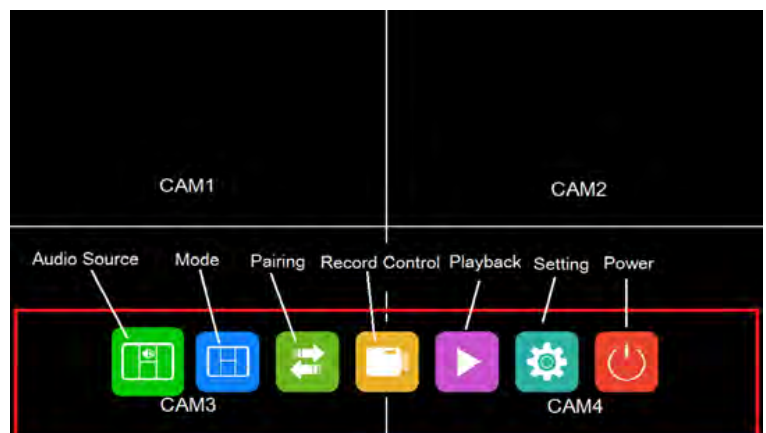 CAM1
CAM2
Audio Source
Mode
Pairing
Record Control
Playback
Setting
Power
CAM3
CAM4